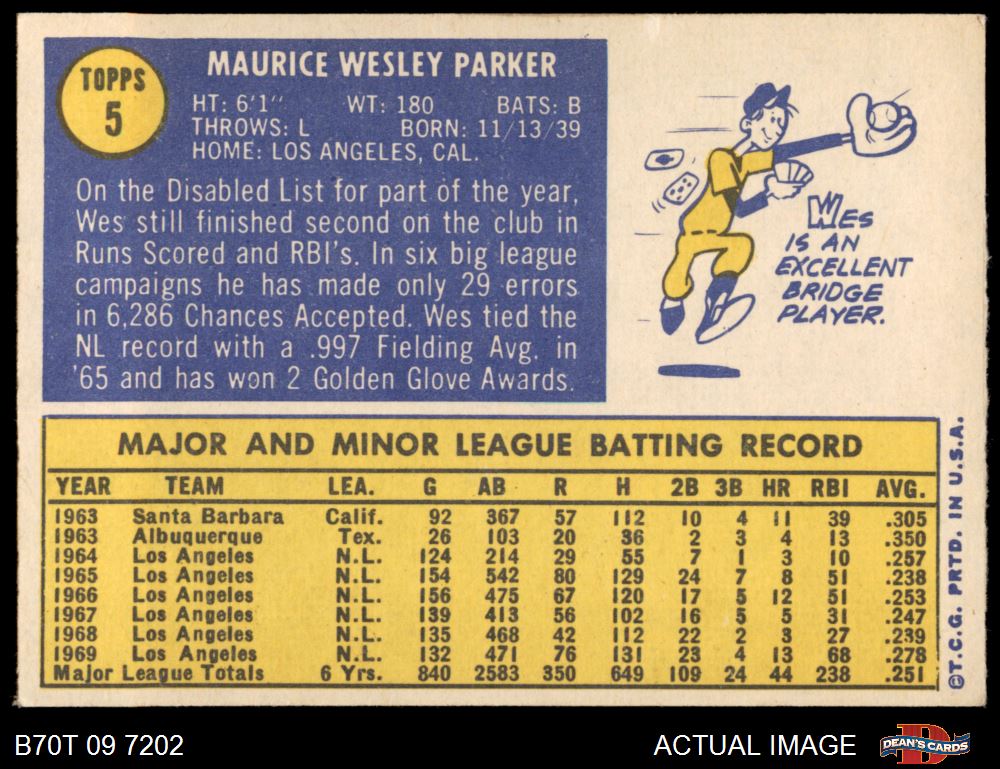 TOPPS
5
MAURICE WESLEY PARKER
HT: 6'1" WT: 180 BATS: B
THROWS: L BORN: 11/13/39
HOME: LOS ANGELES, CAL.
On the Disabled List for part of the year,
Wes still finished second on the club in
Runs Scored and RBI's. In six big league
campaigns he has made only 29 errors
in 6,286 Chances Accepted. Wes tied the
NL record with a .997 Fielding Avg. in
'65 and has won 2 Golden Glove Awards.
WES
IS AN
EXCELLENT
BRIDGE
PLAYER.
MAJOR AND MINOR LEAGUE BATTING RECORD
YEAR TEAM LEA. G AB R H 2B 3B HR RBI AVG.
1963 Santa Barbara Calif. 92 367 57 112 10 4 11 39 .305
1963 Albuquerque Tex. 26 103 20 36 2 3 4 13 .350
1964 Los Angeles N.L. 124 214 29 55 7 1 3 10 .257
1965 Los Angeles N.L. 154 542 80 129 24 7 8 51 .238
1966 Los Angeles N.L. 156 475 67 120 17 5 12 51 .253
1967 Los Angeles N.L. 139 413 56 102 16 5 5 31 .247
1968 Los Angeles N.L. 135 468 42 112 22 2 3 27 .239
1969 Los Angeles N.L. 132 471 76 131 23 4 13 68 .278
Major League Totals 6 Yrs. 840 2583 350 649 109 24 44 238 .251
©T.C.G. PRTD. IN U.S.A.
B70T 09 7202
ACTUAL IMAGE
DEAN'S CARDS